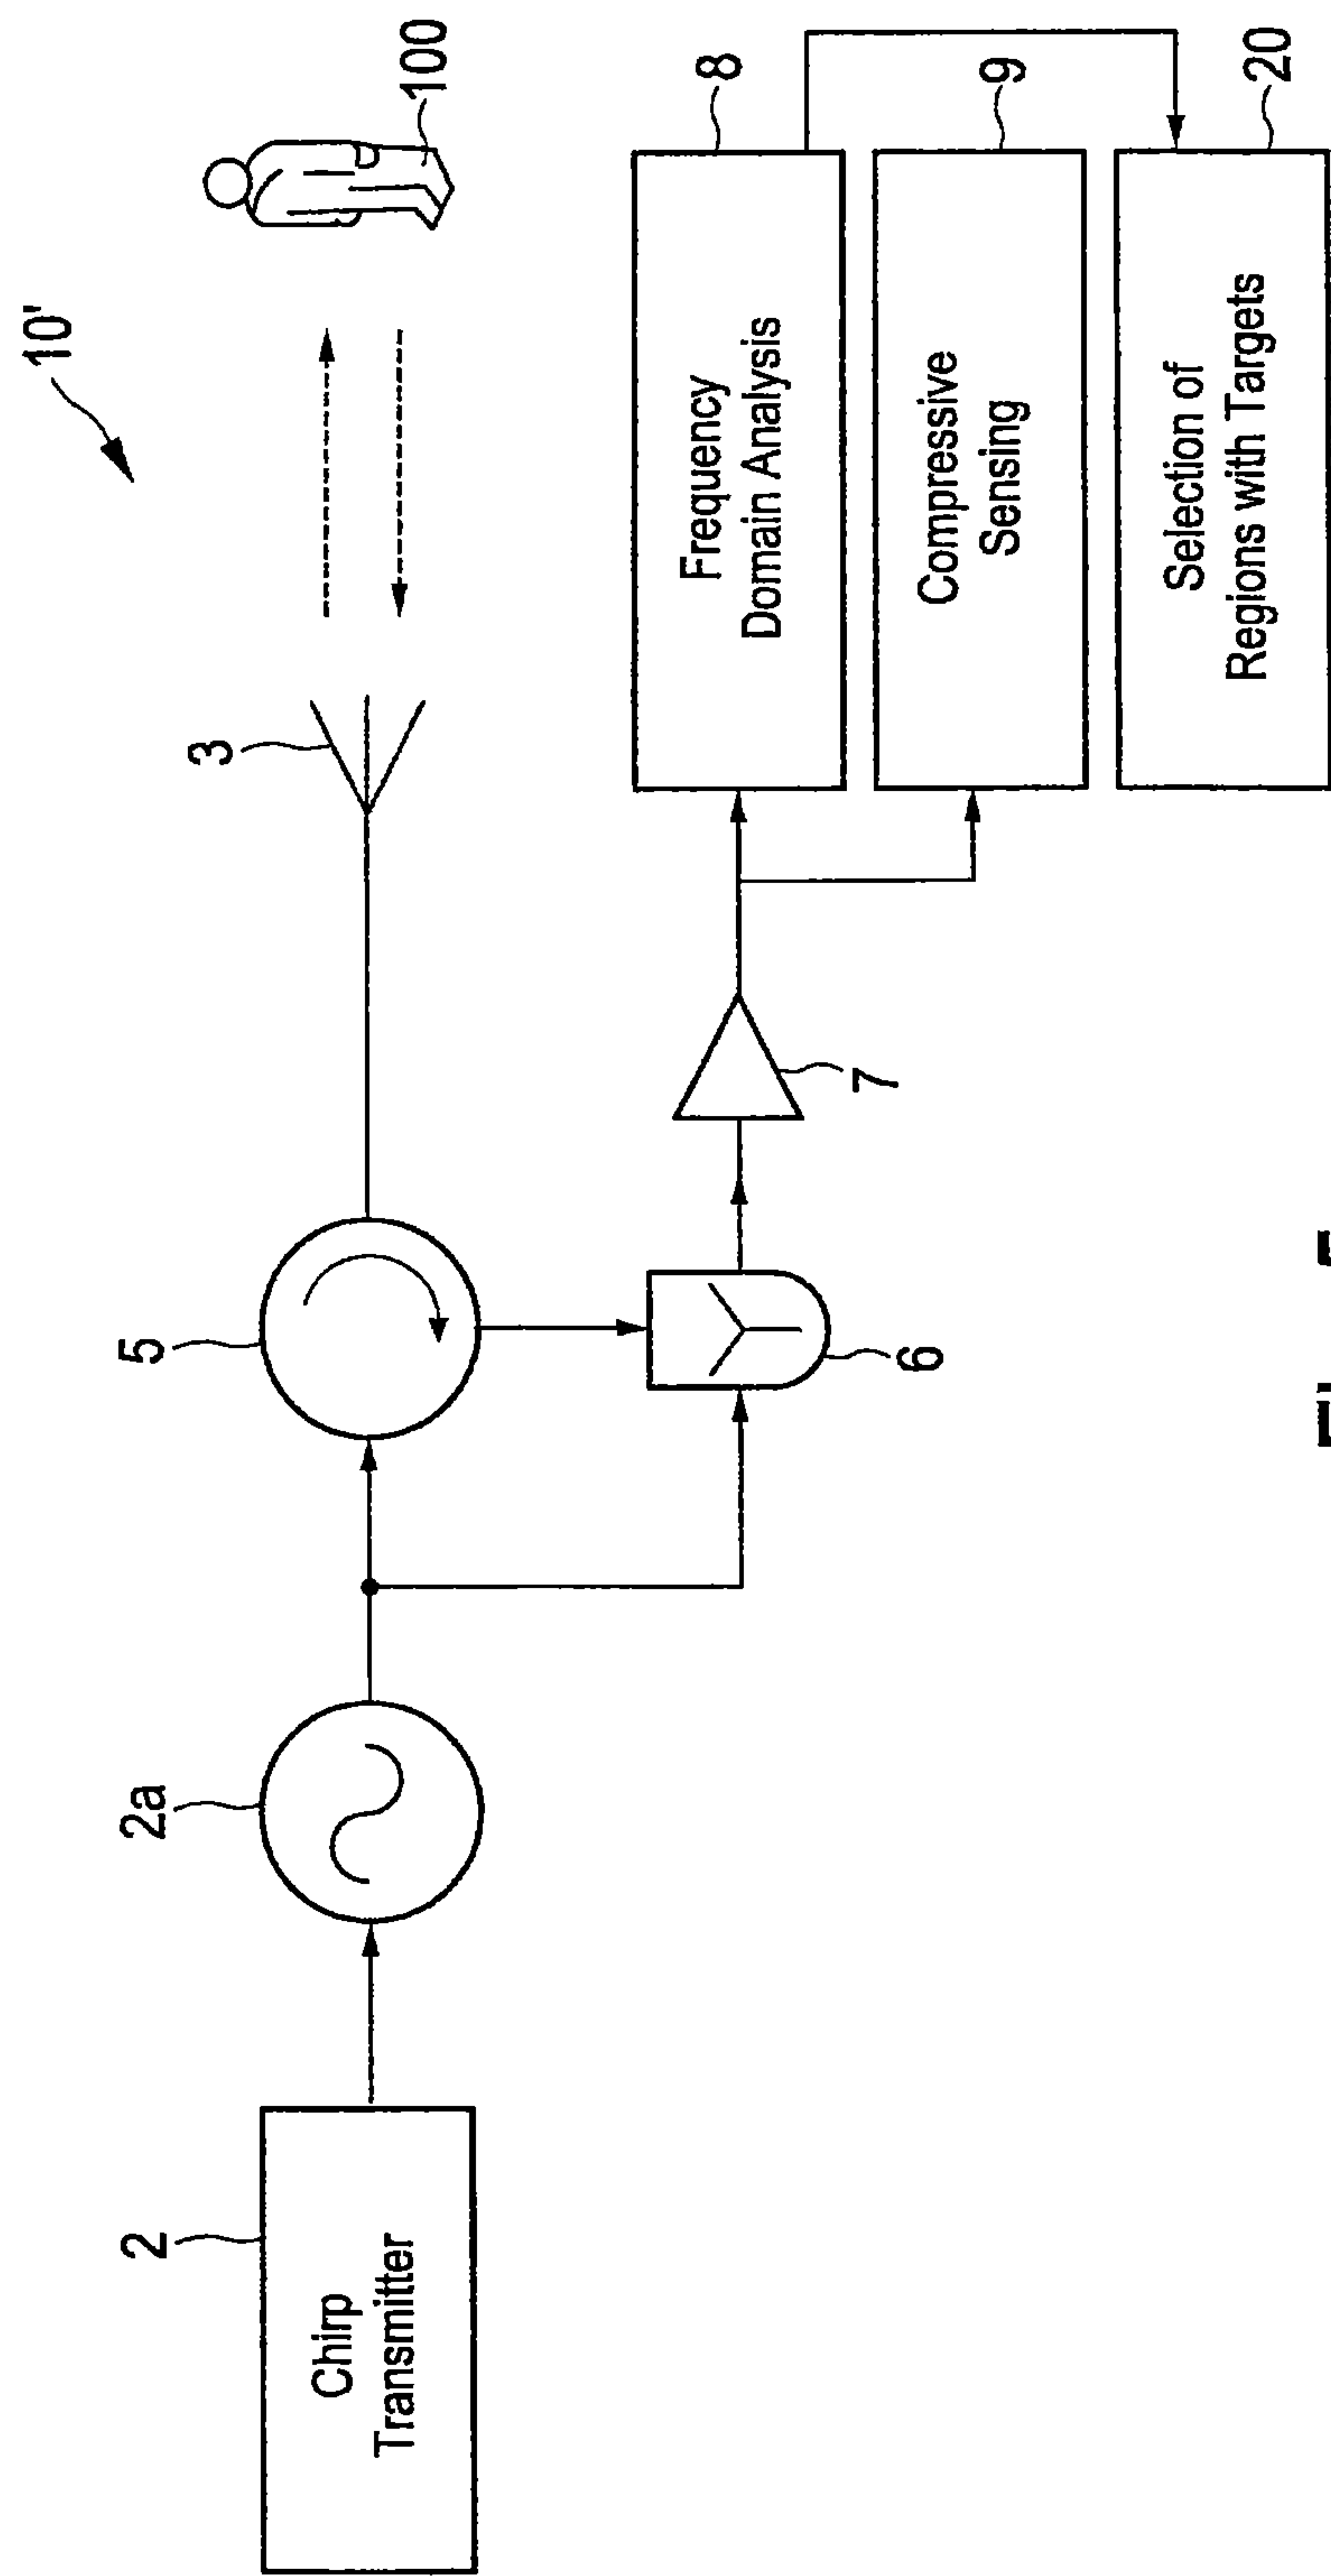 10'
100
3
5
2a
2
Chirp
Transmitter
6
7
8
Frequency
Domain Analysis
9
Compressive
Sensing
20
Selection of
Regions with Targets